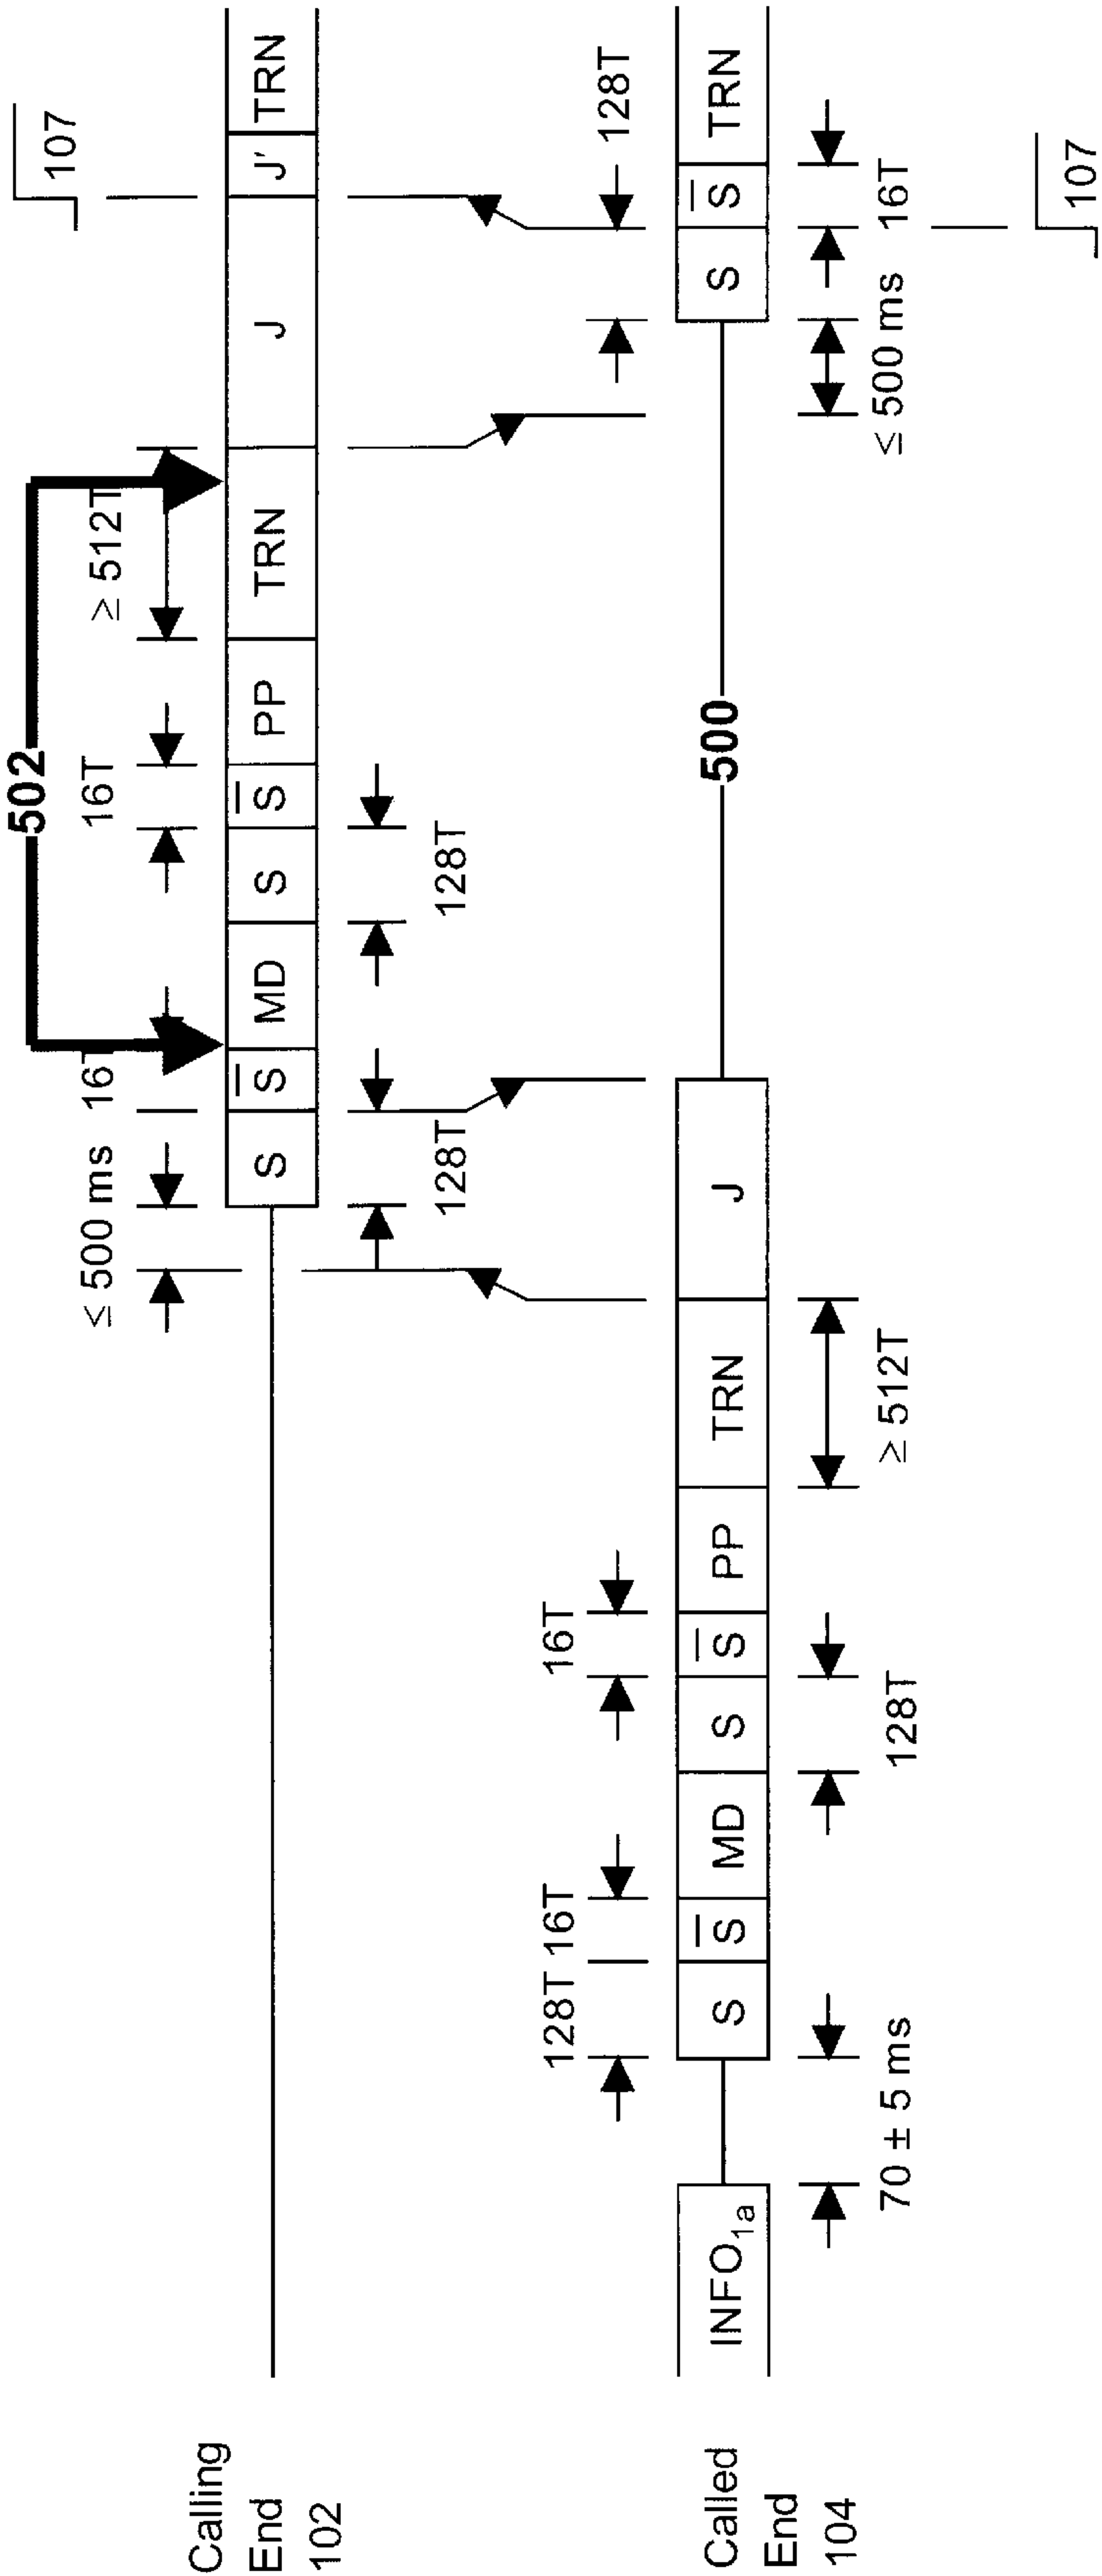 107
502
≤ 500 ms
16T
16T
≥ 512T
Calling
End
102
S
S̅
MD
S
S̅
PP
TRN
J
J′
TRN
128T
128T
128T 16T
16T
128T
Called
End
104
INFO1a
S
S̅
MD
S
S̅
PP
TRN
J
500
S
S̅
TRN
70 ± 5 ms
128T
≥ 512T
≤ 500 ms
16T
107